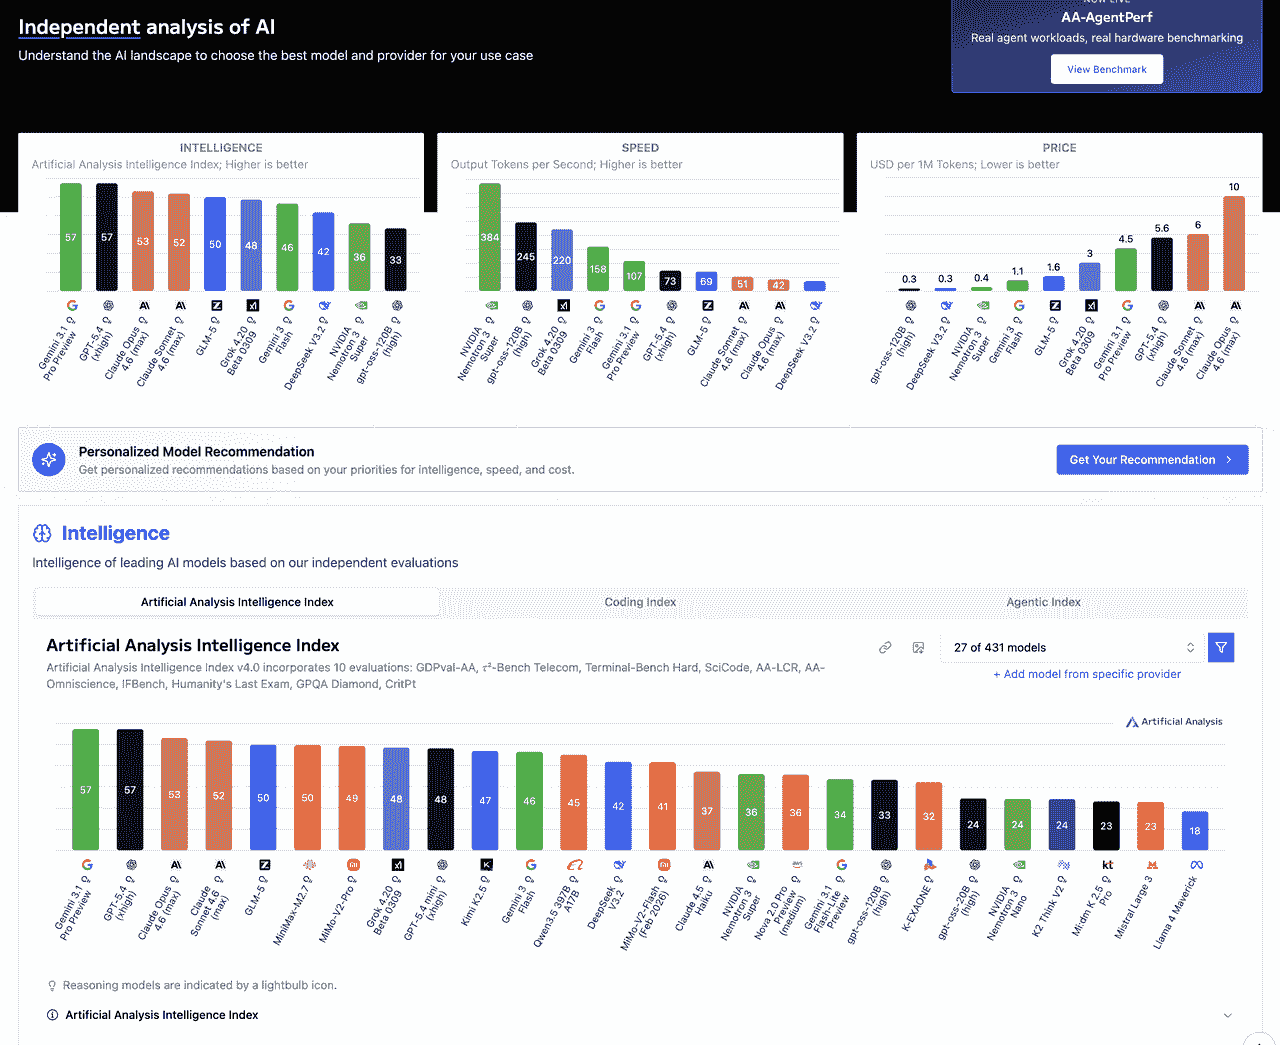 Independent analysis of AI
Understand the AI landscape to choose the best model and provider for your use case
NOW LIVE
AA-AgentPerf
Real agent workloads, real hardware benchmarking
View Benchmark
INTELLIGENCE
Artificial Analysis Intelligence Index; Higher is better
57
57
53
52
50
48
46
42
36
33
Gemini 3.1 Pro Preview
GPT-5.4 (xhigh)
Claude Opus 4.6 (max)
Claude Sonnet 4.6 (max)
GLM-5
Grok 4.20 Beta 0309
Gemini 3 Flash
DeepSeek V3.2
NVIDIA Nemotron 3 Super
gpt-oss-120B (high)
SPEED
Output Tokens per Second; Higher is better
384
245
220
158
107
73
69
51
42
NVIDIA Nemotron 3 Super
gpt-oss-120B (high)
Grok 4.20 Beta 0309
Gemini 3 Flash
Gemini 3.1 Pro Preview
GPT-5.4 (xhigh)
GLM-5
Claude Sonnet 4.6 (max)
Claude Opus 4.6 (max)
DeepSeek V3.2
PRICE
USD per 1M Tokens; Lower is better
0.3
0.3
0.4
1.1
1.6
3
4.5
5.6
6
10
gpt-oss-120B (high)
DeepSeek V3.2
NVIDIA Nemotron 3 Super
Gemini 3 Flash
GLM-5
Grok 4.20 Beta 0309
Gemini 3.1 Pro Preview
GPT-5.4 (xhigh)
Claude Sonnet 4.6 (max)
Claude Opus 4.6 (max)
Personalized Model Recommendation
Get personalized recommendations based on your priorities for intelligence, speed, and cost.
Get Your Recommendation
Intelligence
Intelligence of leading AI models based on our independent evaluations
Artificial Analysis Intelligence Index
Coding Index
Agentic Index
Artificial Analysis Intelligence Index
Artificial Analysis Intelligence Index v4.0 incorporates 10 evaluations: GDPval-AA, τ²-Bench Telecom, Terminal-Bench Hard, SciCode, AA-LCR, AA-
Omniscience, IFBench, Humanity's Last Exam, GPQA Diamond, CritPt
27 of 431 models
+ Add model from specific provider
Artificial Analysis
57
57
53
52
50
50
49
48
48
47
46
45
42
41
37
36
36
34
33
32
24
24
24
23
23
18
Gemini 3.1 Pro Preview
GPT-5.4 (xhigh)
Claude Opus 4.6 (max)
Claude Sonnet 4.6 (max)
GLM-5
MiniMax-M2.7
MiMo-V2-Pro
Grok 4.20 Beta 0309
GPT-5.4 mini (xhigh)
Kimi K2.5
Gemini 3 Flash
Qwen3.5 397B A17B
DeepSeek V3.2
MiMo-V2-Flash (Feb 2026)
Claude 4.5 Haiku
NVIDIA Nemotron 3 Super
Nova 2.0 Pro Preview (medium)
Gemini 3.1 Flash-Lite Preview
gpt-oss-120B (high)
K-EXAONE
gpt-oss-20B (high)
NVIDIA Nemotron 3 Nano
K2 Think V2
Mi:dm K 2.5 Pro
Mistral Large 3
Llama 4 Maverick
Reasoning models are indicated by a lightbulb icon.
Artificial Analysis Intelligence Index